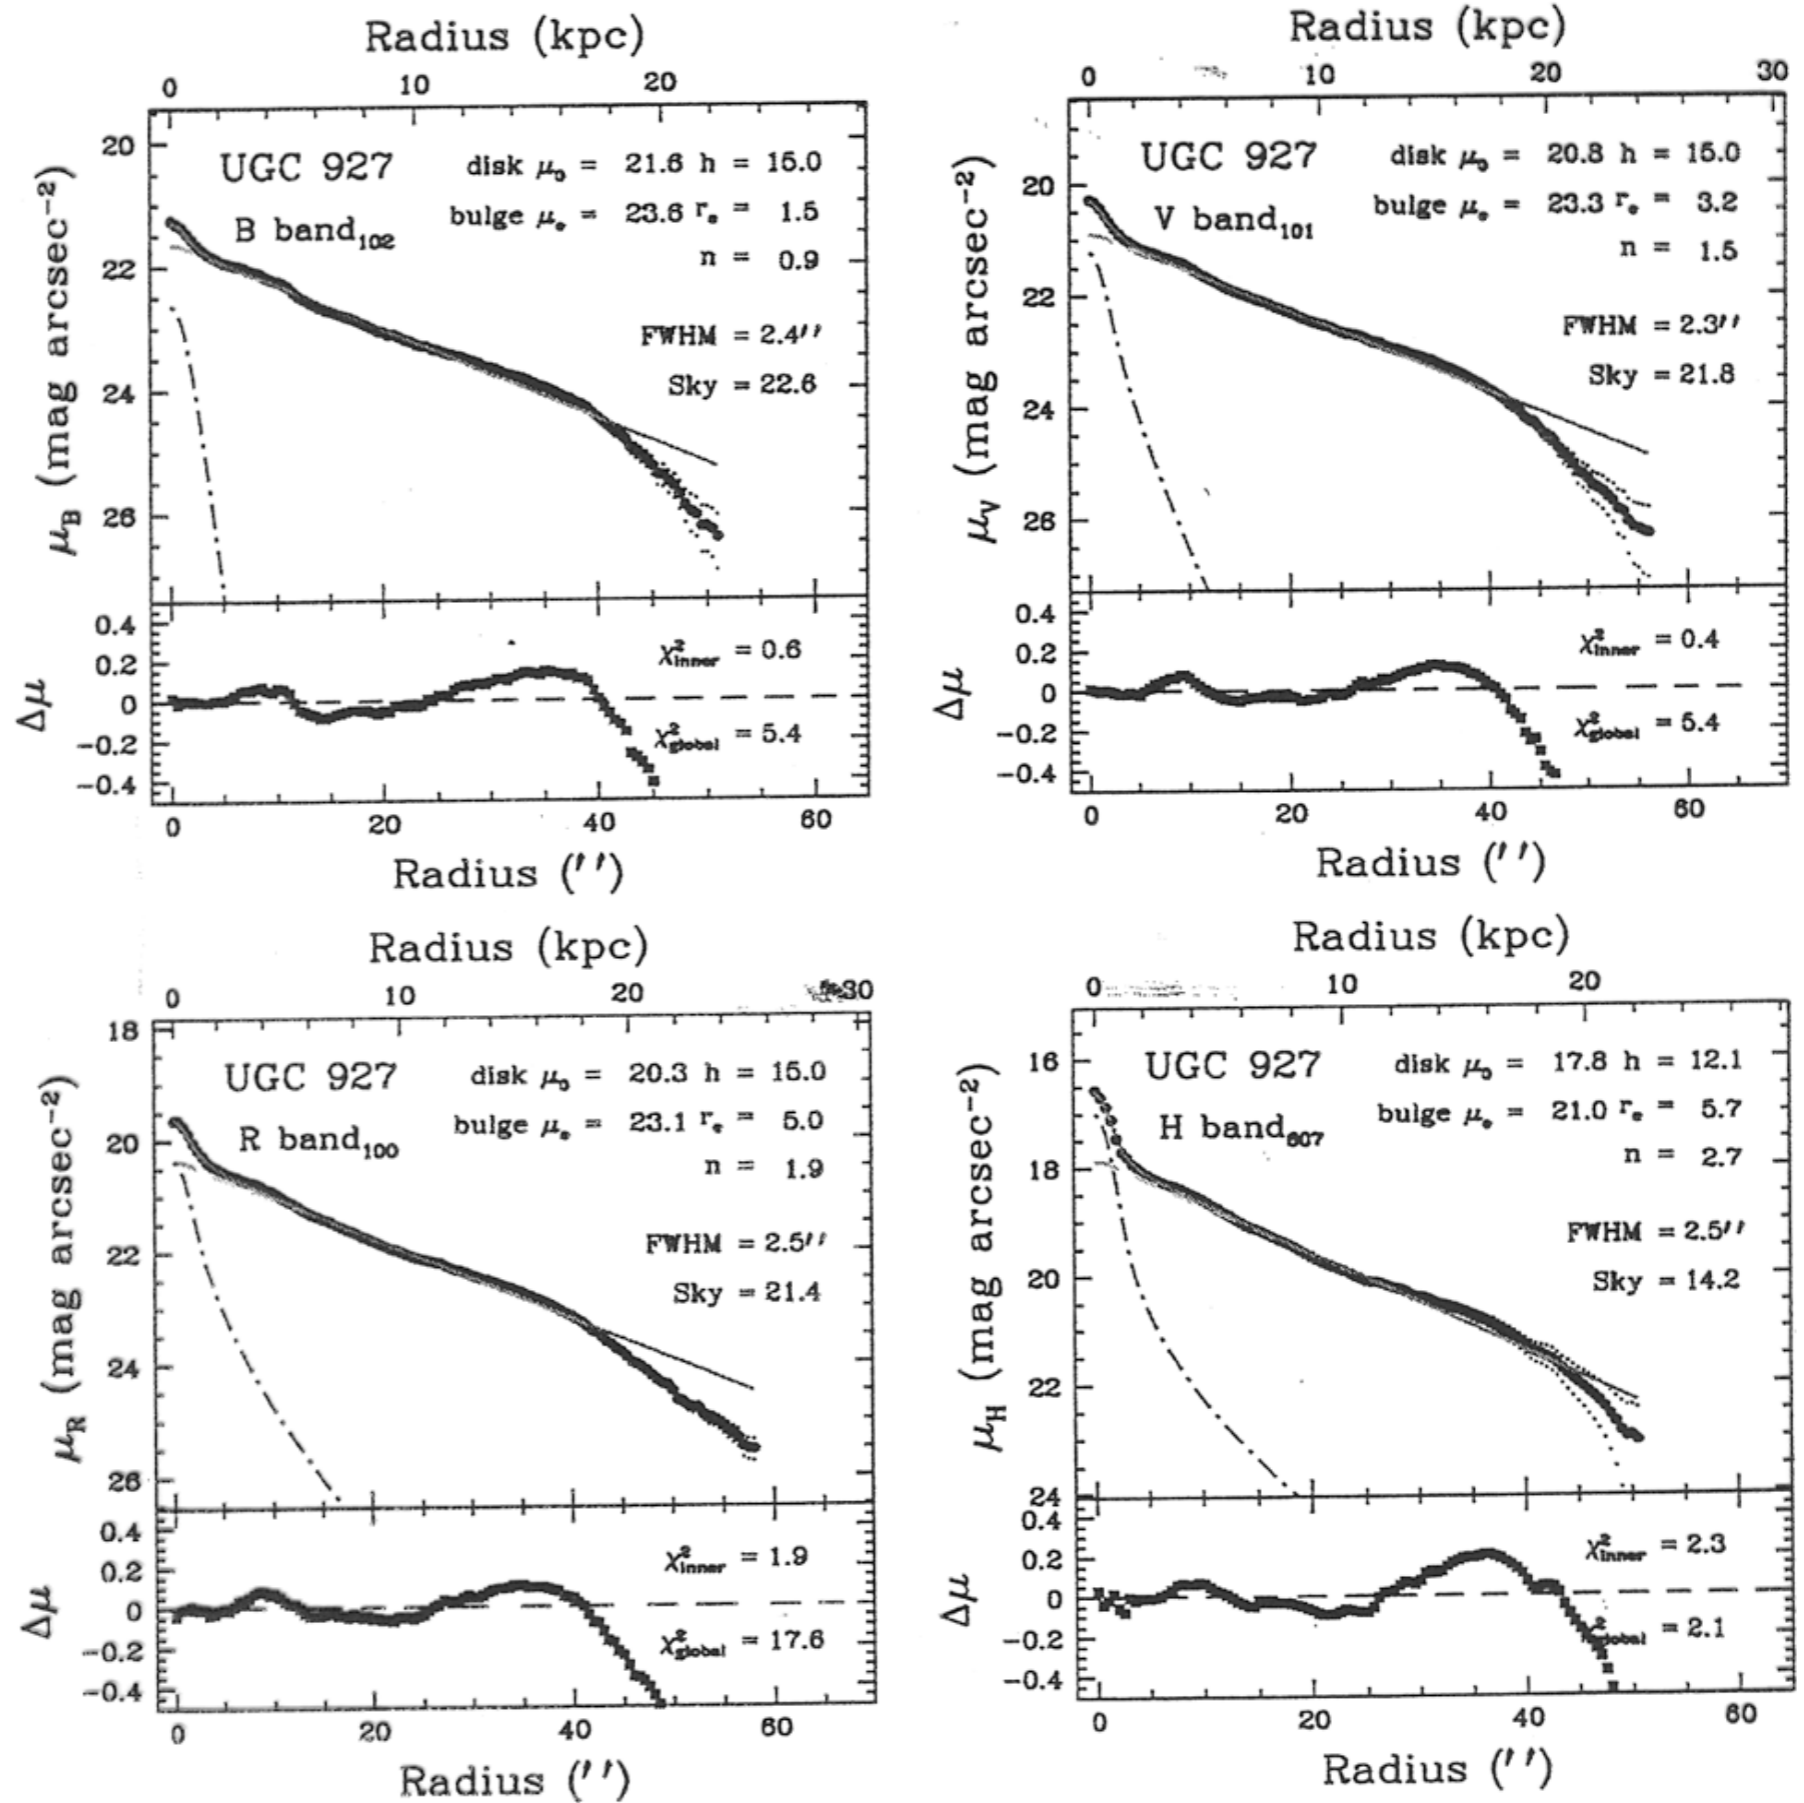 Radius (kpc)
0 10 20
20
22
24
26
μB (mag arcsec−2)
UGC 927
B band102
disk μ0 = 21.6 h = 15.0
bulge μe = 23.6 re = 1.5
n = 0.9
FWHM = 2.4′′
Sky = 22.6
0.4
0.2
0
−0.2
−0.4
Δμ
χ2inner = 0.6
χ2global = 5.4
0 20 40 60
Radius (′′)
Radius (kpc)
0 10 20 30
20
22
24
26
μV (mag arcsec−2)
UGC 927
V band101
disk μ0 = 20.8 h = 15.0
bulge μe = 23.3 re = 3.2
n = 1.5
FWHM = 2.3′′
Sky = 21.8
0.4
0.2
0
−0.2
−0.4
Δμ
χ2inner = 0.4
χ2global = 5.4
0 20 40 60
Radius (′′)
Radius (kpc)
0 10 20 30
18
20
22
24
26
μR (mag arcsec−2)
UGC 927
R band100
disk μ0 = 20.3 h = 15.0
bulge μe = 23.1 re = 5.0
n = 1.9
FWHM = 2.5′′
Sky = 21.4
0.4
0.2
0
−0.2
−0.4
Δμ
χ2inner = 1.9
χ2global = 17.6
0 20 40 60
Radius (′′)
Radius (kpc)
0 10 20
16
18
20
22
24
μH (mag arcsec−2)
UGC 927
H band607
disk μ0 = 17.8 h = 12.1
bulge μe = 21.0 re = 5.7
n = 2.7
FWHM = 2.5′′
Sky = 14.2
0.4
0.2
0
−0.2
−0.4
Δμ
χ2inner = 2.3
χ2global = 2.1
0 20 40 60
Radius (′′)